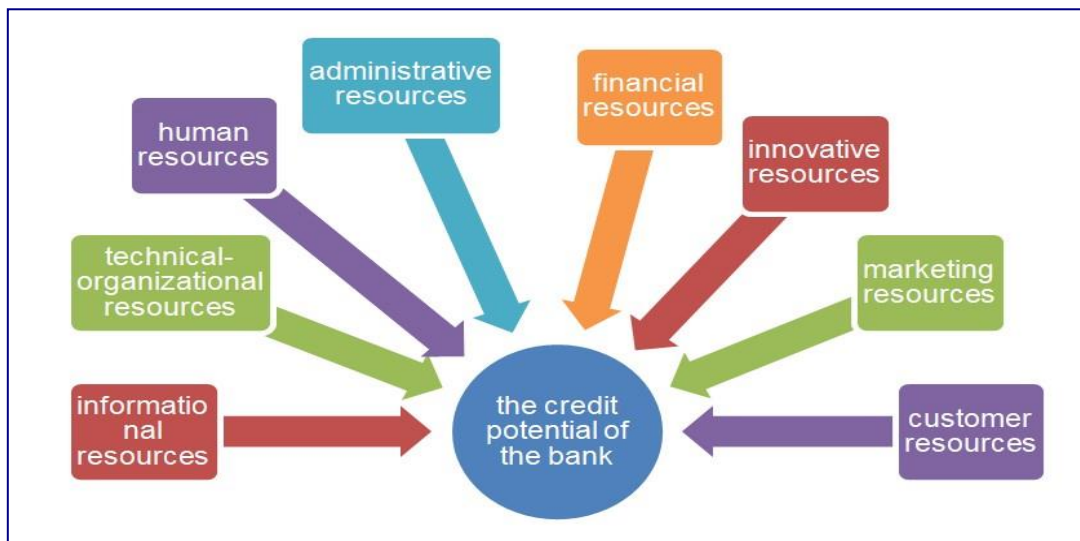 administrative
resources
financial
resources
human
resources
innovative
resources
technical-
organizational
resources
marketing
resources
informatio
nal
resources
the credit
potential of
the bank
customer
resources